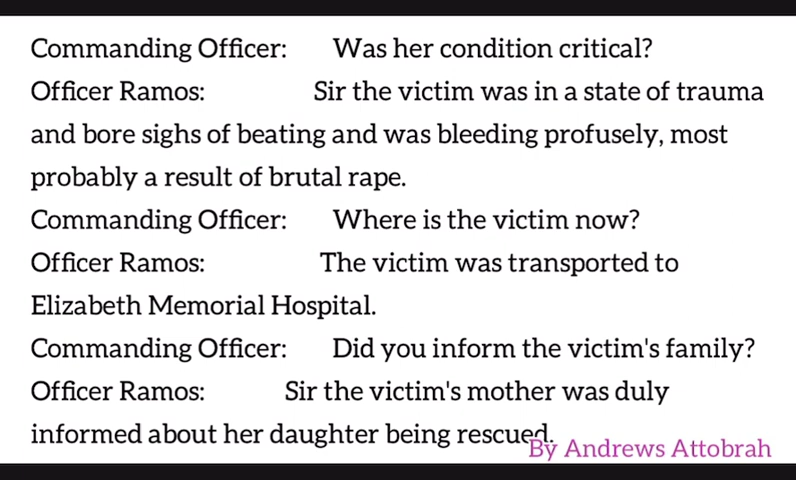 Commanding Officer: Was her condition critical?
Officer Ramos: Sir the victim was in a state of trauma
and bore sighs of beating and was bleeding profusely, most
probably a result of brutal rape.
Commanding Officer: Where is the victim now?
Officer Ramos: The victim was transported to
Elizabeth Memorial Hospital.
Commanding Officer: Did you inform the victim's family?
Officer Ramos: Sir the victim's mother was duly
informed about her daughter being rescued.
By Andrews Attobrah